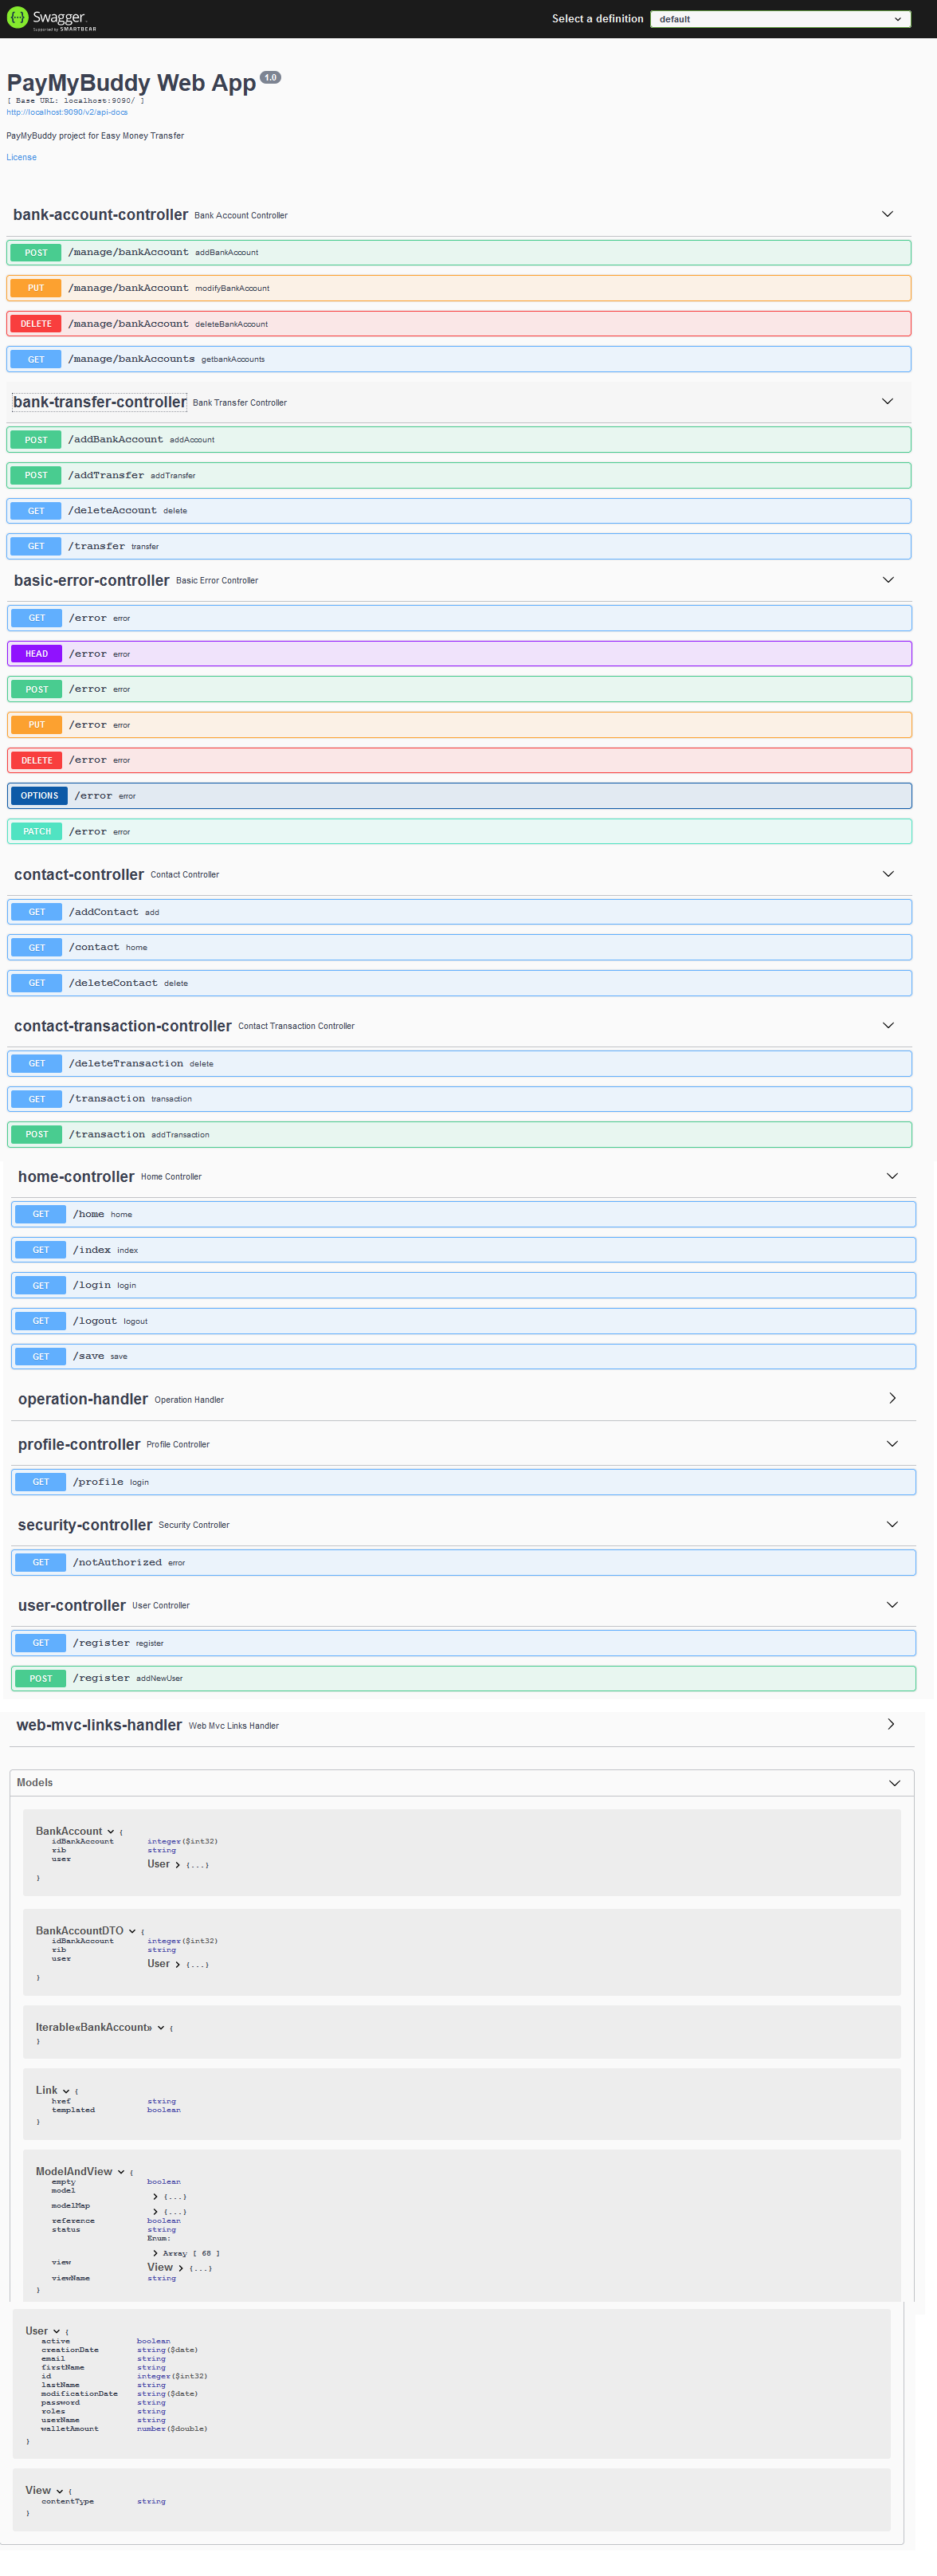 Swagger.
Supported by SMARTBEAR
Select a definition
default
PayMyBuddy Web App 1.0
[ Base URL: localhost:9090/ ]
http://localhost:9090/v2/api-docs
PayMyBuddy project for Easy Money Transfer
License
bank-account-controller Bank Account Controller
POST /manage/bankAccount addBankAccount
PUT /manage/bankAccount modifyBankAccount
DELETE /manage/bankAccount deleteBankAccount
GET /manage/bankAccounts getbankAccounts
bank-transfer-controller Bank Transfer Controller
POST /addBankAccount addAccount
POST /addTransfer addTransfer
GET /deleteAccount delete
GET /transfer transfer
basic-error-controller Basic Error Controller
GET /error error
HEAD /error error
POST /error error
PUT /error error
DELETE /error error
OPTIONS /error error
PATCH /error error
contact-controller Contact Controller
GET /addContact add
GET /contact home
GET /deleteContact delete
contact-transaction-controller Contact Transaction Controller
GET /deleteTransaction delete
GET /transaction transaction
POST /transaction addTransaction
home-controller Home Controller
GET /home home
GET /index index
GET /login login
GET /logout logout
GET /save save
operation-handler Operation Handler
profile-controller Profile Controller
GET /profile login
security-controller Security Controller
GET /notAuthorized error
user-controller User Controller
GET /register register
POST /register addNewUser
web-mvc-links-handler Web Mvc Links Handler
Models
BankAccount {
idBankAccount integer($int32)
rib string
user
User {...}
}
BankAccountDTO {
idBankAccount integer($int32)
rib string
user
User {...}
}
Iterable«BankAccount» {
}
Link {
href string
templated boolean
}
ModelAndView {
empty boolean
model
{...}
modelMap
{...}
reference boolean
status string
Enum:
Array [ 68 ]
view
View {...}
viewName string
}
User {
active boolean
creationDate string($date)
email string
firstName string
id integer($int32)
lastName string
modificationDate string($date)
password string
roles string
userName string
walletAmount number($double)
}
View {
contentType string
}